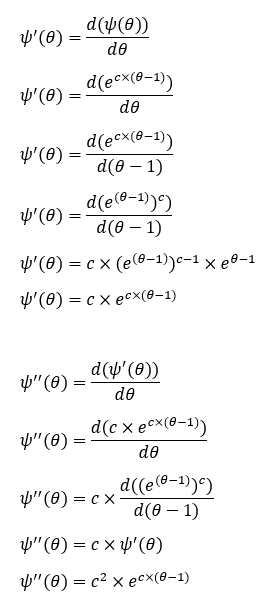 ψ′(θ) = d(ψ(θ)) / dθ
ψ′(θ) = d(e^{c×(θ−1)}) / dθ
ψ′(θ) = d(e^{c×(θ−1)}) / d(θ − 1)
ψ′(θ) = d(e^{(θ−1)})^c) / d(θ − 1)
ψ′(θ) = c × (e^{(θ−1)})^{c−1} × e^{θ−1}
ψ′(θ) = c × e^{c×(θ−1)}
ψ′′(θ) = d(ψ′(θ)) / dθ
ψ′′(θ) = d(c × e^{c×(θ−1)}) / dθ
ψ′′(θ) = c × d((e^{(θ−1)})^c) / d(θ − 1)
ψ′′(θ) = c × ψ′(θ)
ψ′′(θ) = c^2 × e^{c×(θ−1)}